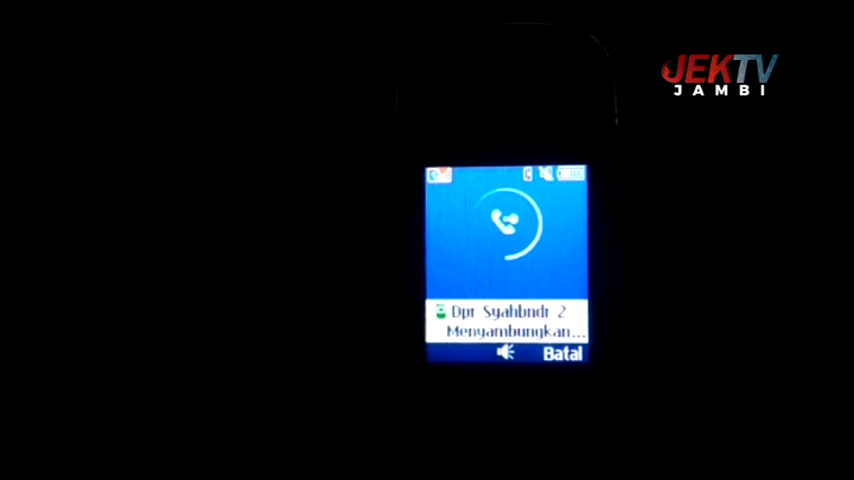 JEKTV
JAMBI
Dpr Syahbndr 2
Menyambungkan...
Batal